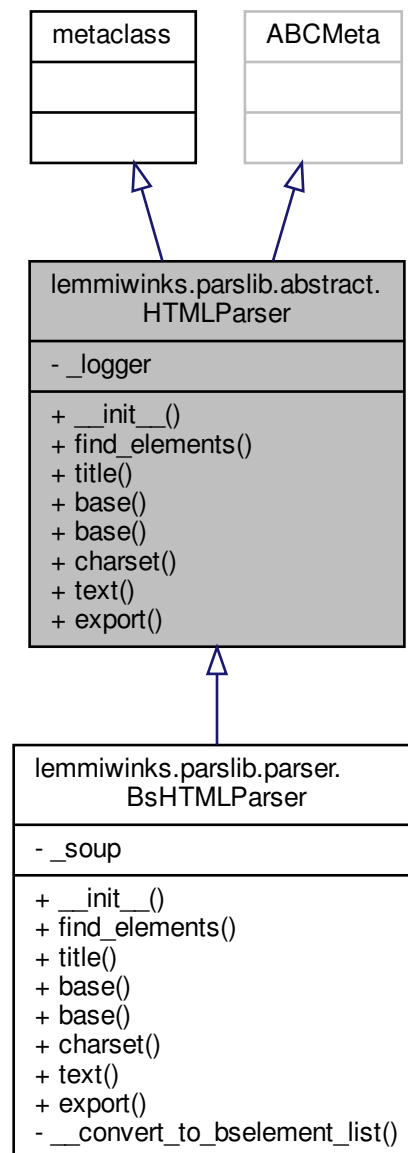 metaclass
ABCMeta
lemmiwinks.parslib.abstract.
HTMLParser
- _logger
+ __init__()
+ find_elements()
+ title()
+ base()
+ base()
+ charset()
+ text()
+ export()
lemmiwinks.parslib.parser.
BsHTMLParser
- _soup
+ __init__()
+ find_elements()
+ title()
+ base()
+ base()
+ charset()
+ text()
+ export()
- __convert_to_bselement_list()